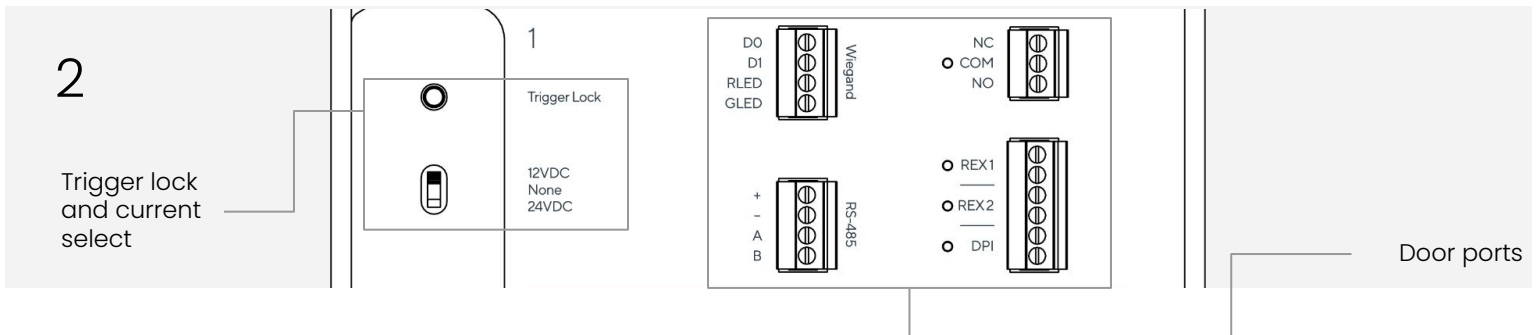 2
Trigger lock
and current
select
1
Trigger Lock
12VDC
None
24VDC
D0
D1
RLED
GLED
Wiegand
+
-
A
B
RS-485
NC
COM
NO
REX1
REX2
DPI
Door ports